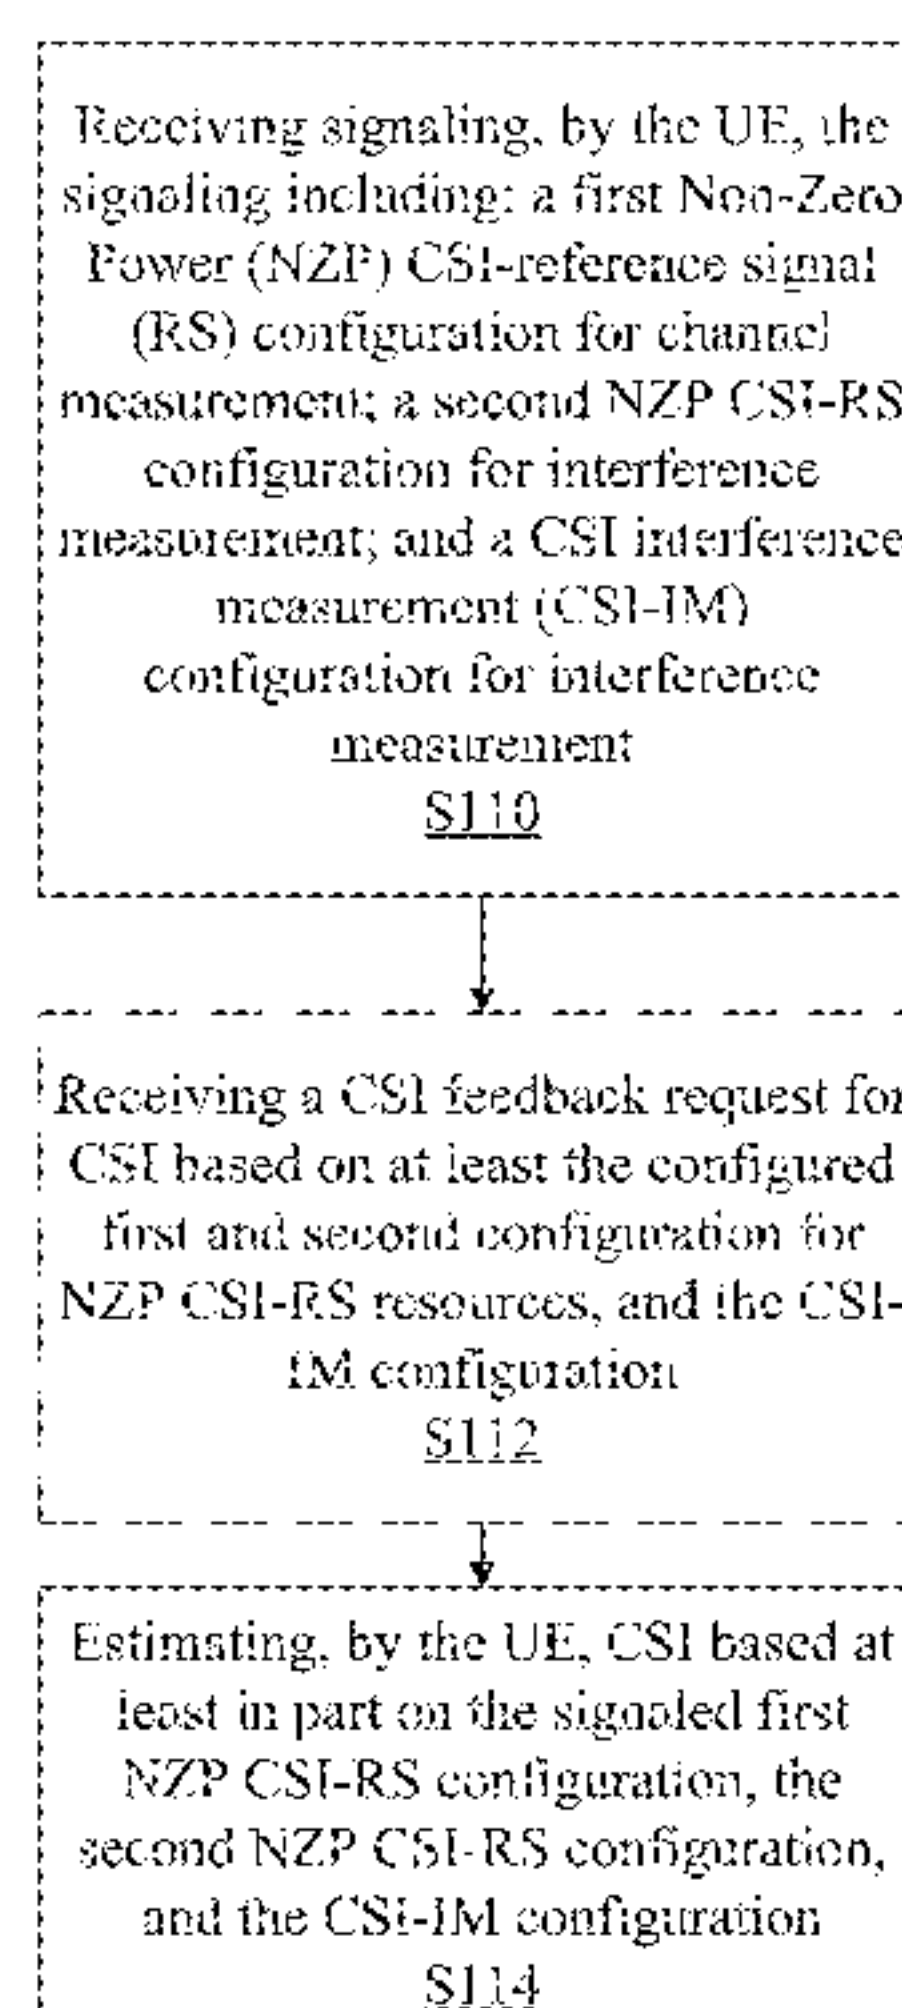 Receiving signaling, by the UE, the
signaling including: a first Non-Zero
Power (NZP) CSI-reference signal
(RS) configuration for channel
measurement; a second NZP CSI-RS
configuration for interference
measurement; and a CSI interference
measurement (CSI-IM)
configuration for interference
measurement
S110
Receiving a CSI feedback request for
CSI based on at least the configured
first and second configuration for
NZP CSI-RS resources, and the CSI-
IM configuration
S112
Estimating, by the UE, CSI based at
least in part on the signaled first
NZP CSI-RS configuration, the
second NZP CSI-RS configuration,
and the CSI-IM configuration
S114